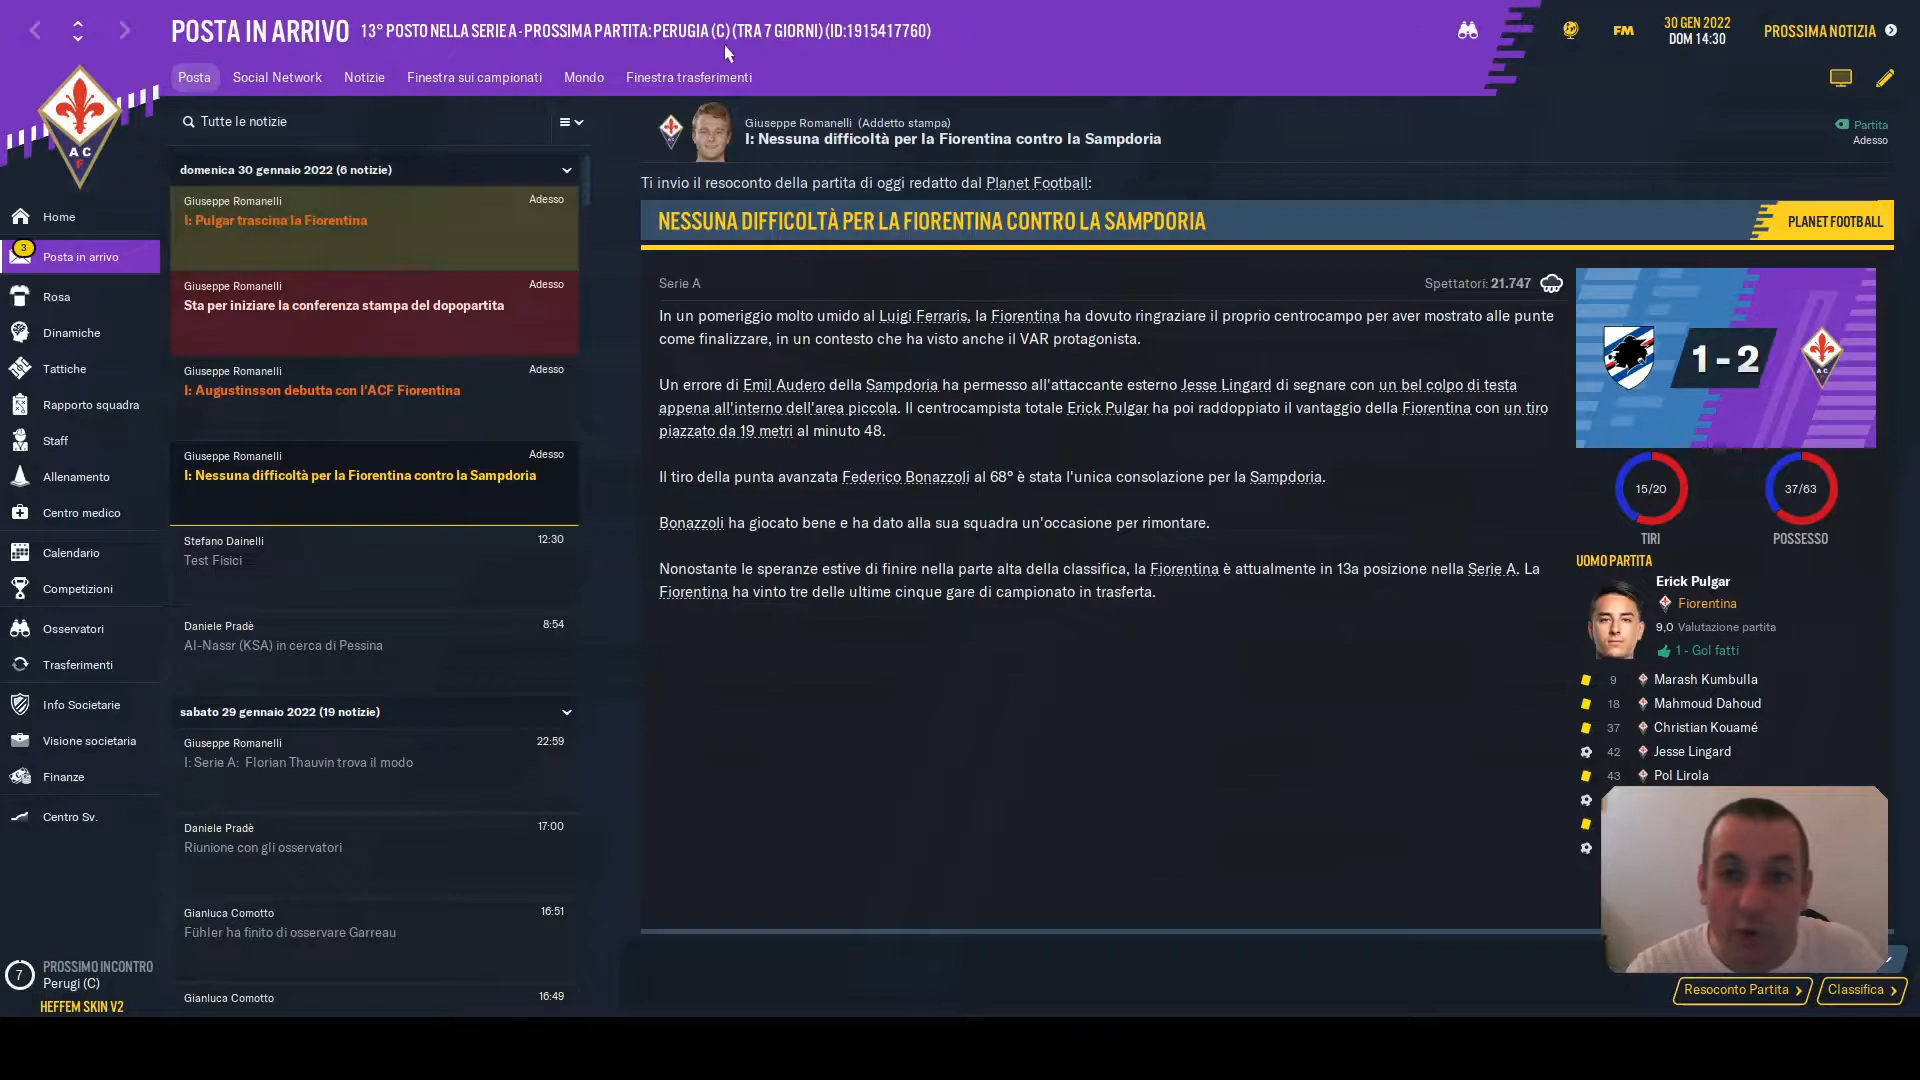 POSTA IN ARRIVO
13° POSTO NELLA SERIE A - PROSSIMA PARTITA: PERUGIA (C) (TRA 7 GIORNI) (ID:1915417760)
FM
30 GEN 2022
DOM 14:30
PROSSIMA NOTIZIA
Posta
Social Network
Notizie
Finestra sui campionati
Mondo
Finestra trasferimenti
A C
F
Home
3
Posta in arrivo
Rosa
Dinamiche
Tattiche
Rapporto squadra
Staff
Allenamento
Centro medico
Calendario
Competizioni
Osservatori
Trasferimenti
Info Societarie
Visione societaria
Finanze
Centro Sv.
7
PROSSIMO INCONTRO
Perugi (C)
HEFFEM SKIN V2
Tutte le notizie
domenica 30 gennaio 2022 (6 notizie)
Giuseppe Romanelli
Adesso
I: Pulgar trascina la Fiorentina
Giuseppe Romanelli
Adesso
Sta per iniziare la conferenza stampa del dopopartita
Giuseppe Romanelli
Adesso
I: Augustinsson debutta con l'ACF Fiorentina
Giuseppe Romanelli
Adesso
I: Nessuna difficoltà per la Fiorentina contro la Sampdoria
Stefano Dainelli
12:30
Test Fisici
Daniele Pradè
8:54
Al-Nassr (KSA) in cerca di Pessina
sabato 29 gennaio 2022 (19 notizie)
Giuseppe Romanelli
22:59
I: Serie A: Florian Thauvin trova il modo
Daniele Pradè
17:00
Riunione con gli osservatori
Gianluca Comotto
16:51
Fühler ha finito di osservare Garreau
Gianluca Comotto
16:49
Giuseppe Romanelli (Addetto stampa)
I: Nessuna difficoltà per la Fiorentina contro la Sampdoria
Partita
Adesso
Ti invio il resoconto della partita di oggi redatto dal Planet Football:
NESSUNA DIFFICOLTÀ PER LA FIORENTINA CONTRO LA SAMPDORIA
PLANET FOOTBALL
Serie A
Spettatori: 21.747
In un pomeriggio molto umido al Luigi Ferraris, la Fiorentina ha dovuto ringraziare il proprio centrocampo per aver mostrato alle punte
come finalizzare, in un contesto che ha visto anche il VAR protagonista.
Un errore di Emil Audero della Sampdoria ha permesso all'attaccante esterno Jesse Lingard di segnare con un bel colpo di testa
appena all'interno dell'area piccola. Il centrocampista totale Erick Pulgar ha poi raddoppiato il vantaggio della Fiorentina con un tiro
piazzato da 19 metri al minuto 48.
Il tiro della punta avanzata Federico Bonazzoli al 68° è stata l'unica consolazione per la Sampdoria.
Bonazzoli ha giocato bene e ha dato alla sua squadra un'occasione per rimontare.
Nonostante le speranze estive di finire nella parte alta della classifica, la Fiorentina è attualmente in 13a posizione nella Serie A. La
Fiorentina ha vinto tre delle ultime cinque gare di campionato in trasferta.
1 - 2
A C
15/20
TIRI
37/63
POSSESSO
UOMO PARTITA
Erick Pulgar
Fiorentina
9,0 Valutazione partita
1 - Gol fatti
9 Marash Kumbulla
18 Mahmoud Dahoud
37 Christian Kouamé
42 Jesse Lingard
43 Pol Lirola
Resoconto Partita
Classifica